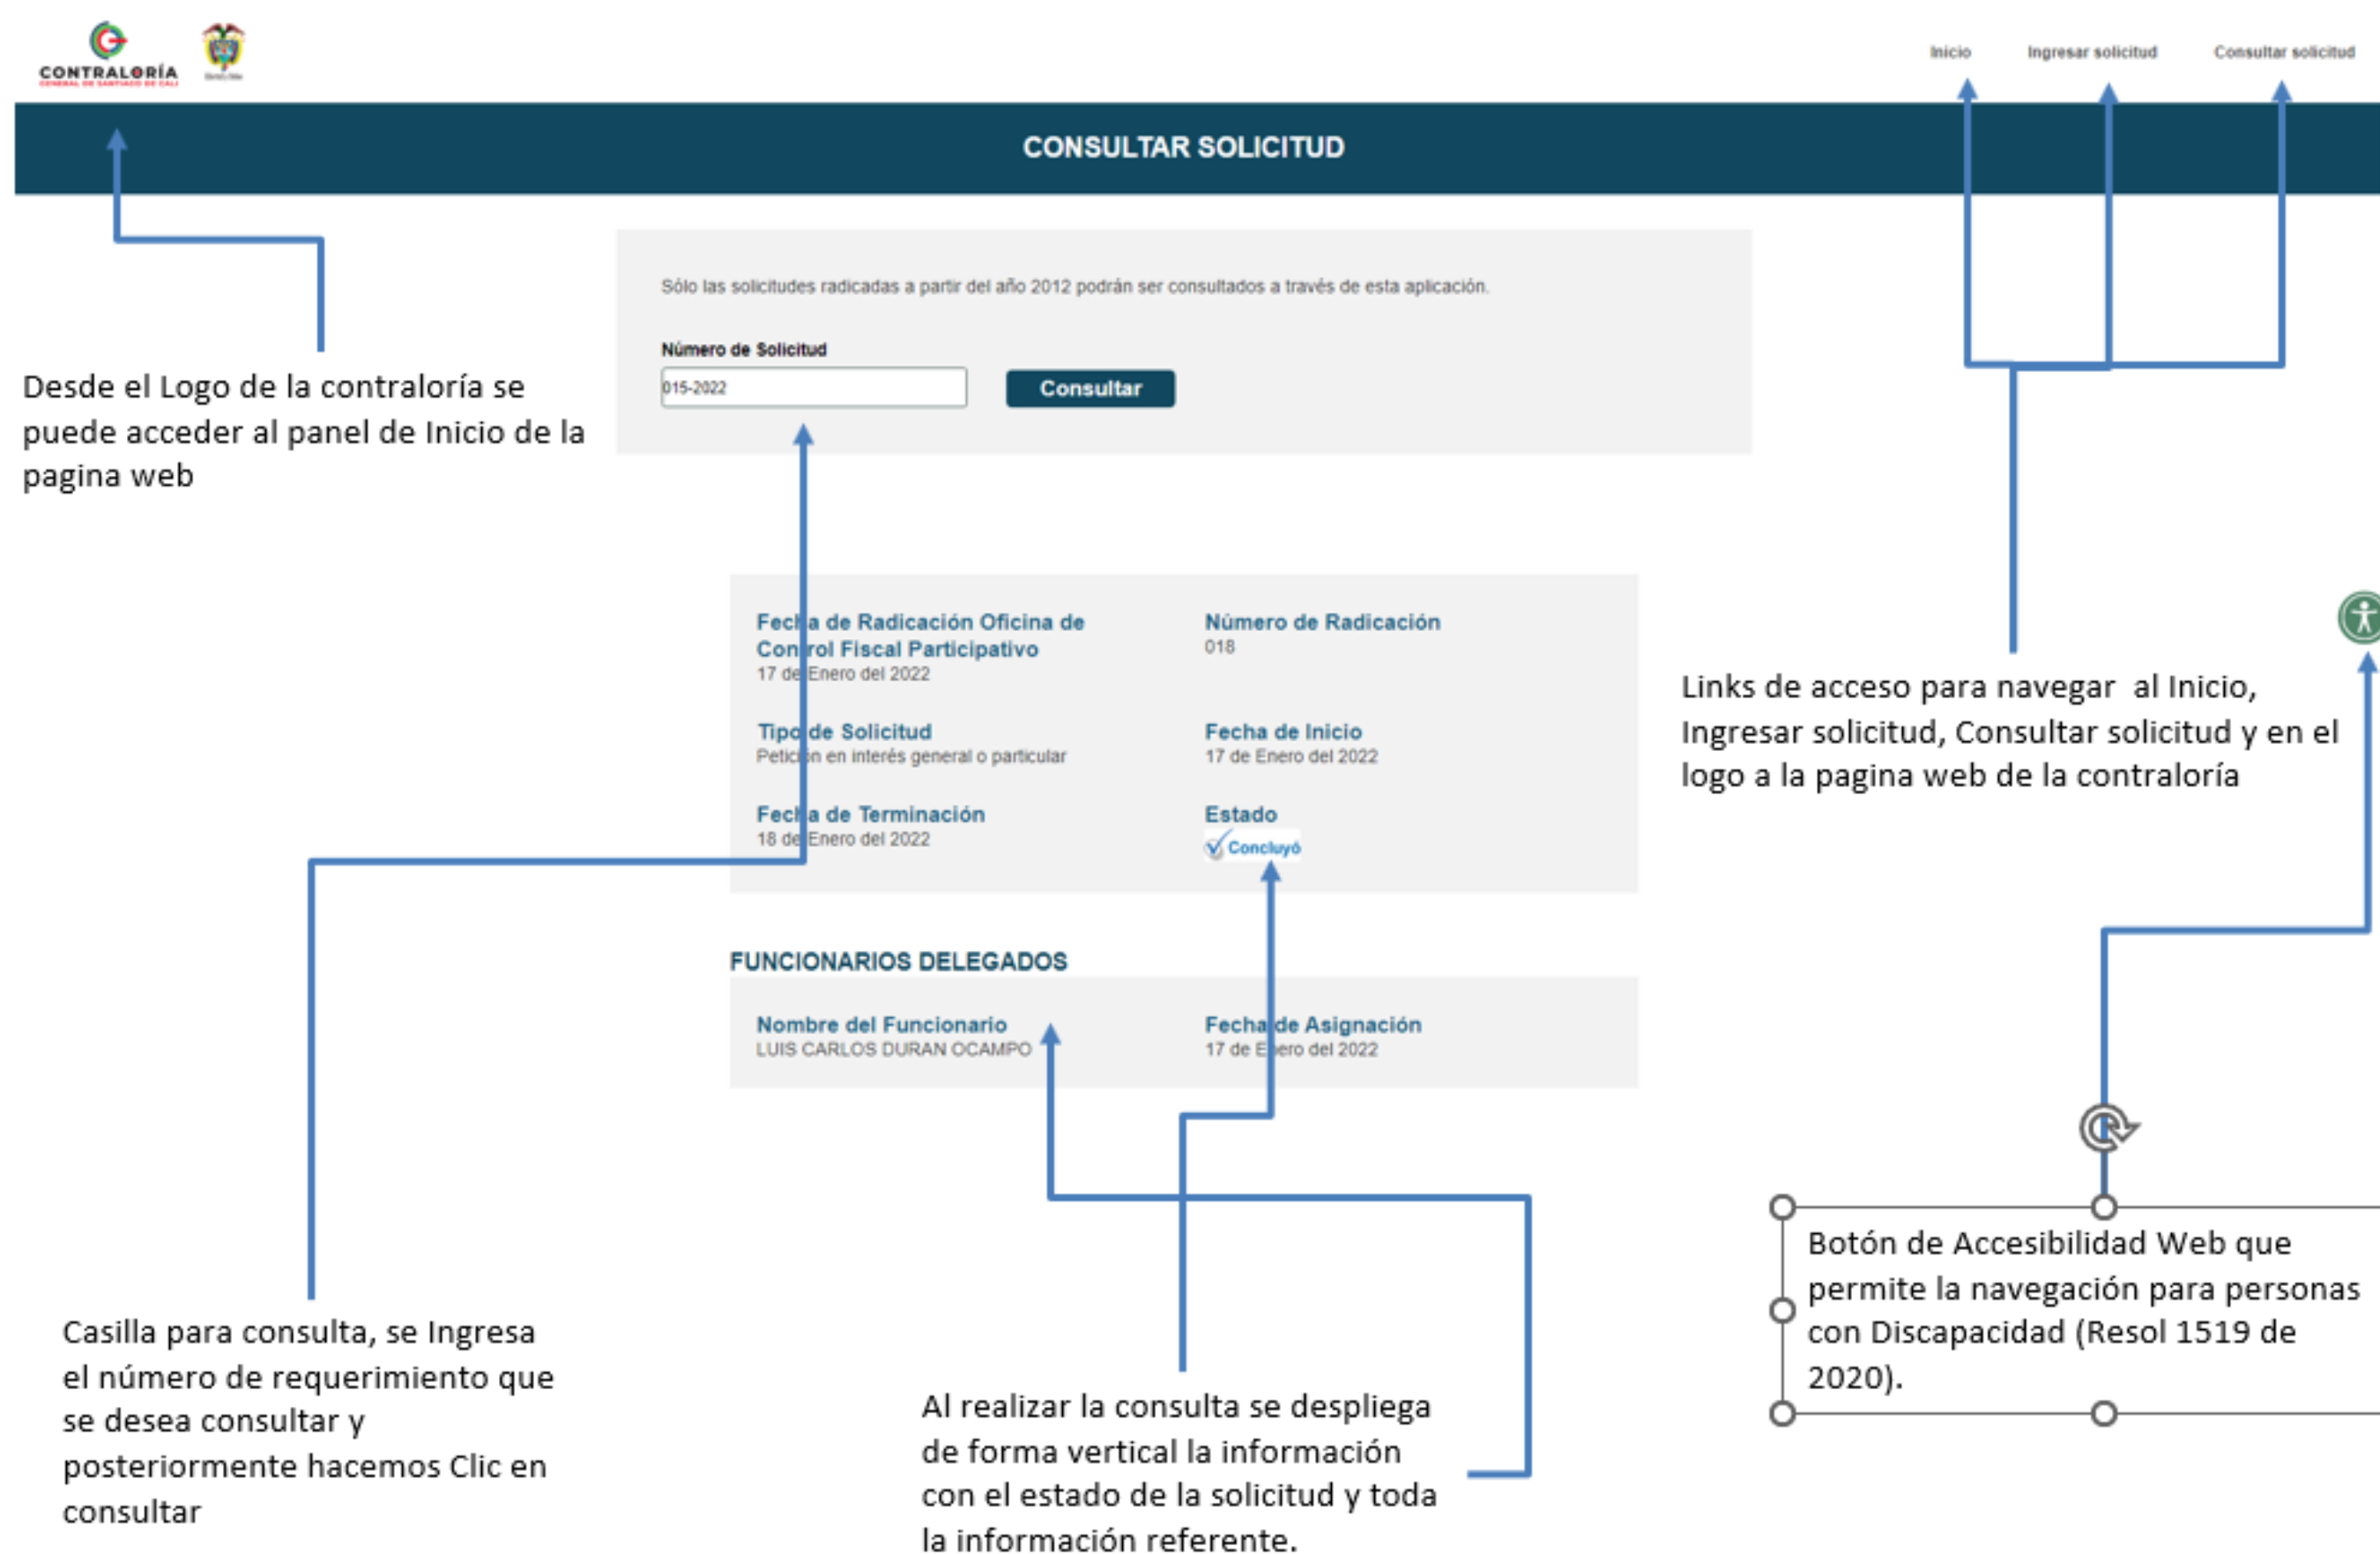 CONTRALORÍA
GENERAL DE SANTIAGO DE CALI
Inicio
Ingresar solicitud
Consultar solicitud
CONSULTAR SOLICITUD
Sólo las solicitudes radicadas a partir del año 2012 podrán ser consultados a través de esta aplicación.
Número de Solicitud
015-2022
Consultar
Desde el Logo de la contraloría se
puede acceder al panel de Inicio de la
pagina web
Fecha de Radicación Oficina de
Control Fiscal Participativo
17 de Enero del 2022
Número de Radicación
018
Tipo de Solicitud
Petición en interés general o particular
Fecha de Inicio
17 de Enero del 2022
Fecha de Terminación
18 de Enero del 2022
Estado
Concluyó
Links de acceso para navegar  al Inicio,
Ingresar solicitud, Consultar solicitud y en el
logo a la pagina web de la contraloría
FUNCIONARIOS DELEGADOS
Nombre del Funcionario
LUIS CARLOS DURAN OCAMPO
Fecha de Asignación
17 de Enero del 2022
Casilla para consulta, se Ingresa
el número de requerimiento que
se desea consultar y
posteriormente hacemos Clic en
consultar
Al realizar la consulta se despliega
de forma vertical la información
con el estado de la solicitud y toda
la información referente.
Botón de Accesibilidad Web que
permite la navegación para personas
con Discapacidad (Resol 1519 de
2020).